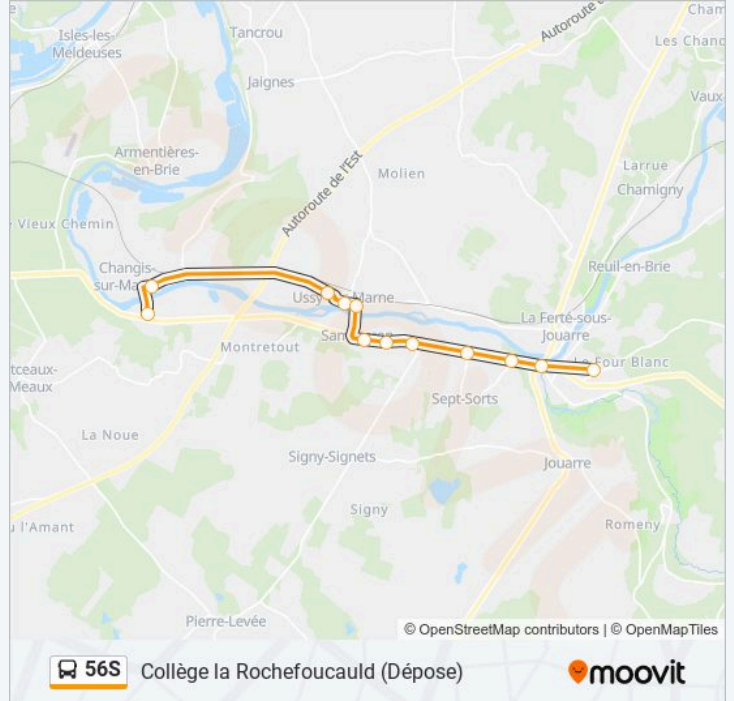 Cham
Isles-les-
Meldeuses
Tancrou
Autoroute
Les Chan
Jaignes
Vaux
Armentières-
en-Brie
Autoroute de l'Est
Molien
Larrue
Chamigny
Vieux Chemin
Changis-
sur-Ma
Reuil-en-Brie
Ussy
Marne
La Ferté-sous-
Jouarre
Sam
Four Blanc
Montretout
tceaux-
Meaux
Sept-Sorts
La Noue
Signy-Signets
Jouarre
Signy
l'Amant
Romeny
Pierre-Levée
© OpenStreetMap contributors | © OpenMapTiles
56S Collège la Rochefoucauld (Dépose) moovit